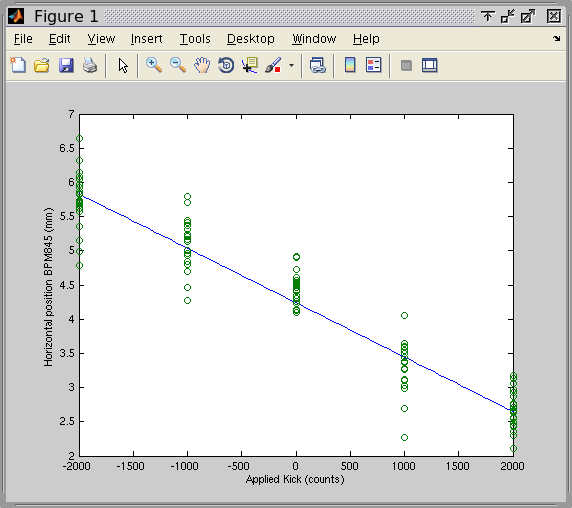 Figure 1
File Edit View Insert Tools Desktop Window Help
7
6.5
6
5.5
5
4.5
4
3.5
3
2.5
2
Horizontal position BPM845 (mm)
-2000 -1500 -1000 -500 0 500 1000 1500 2000
Applied Kick (counts)